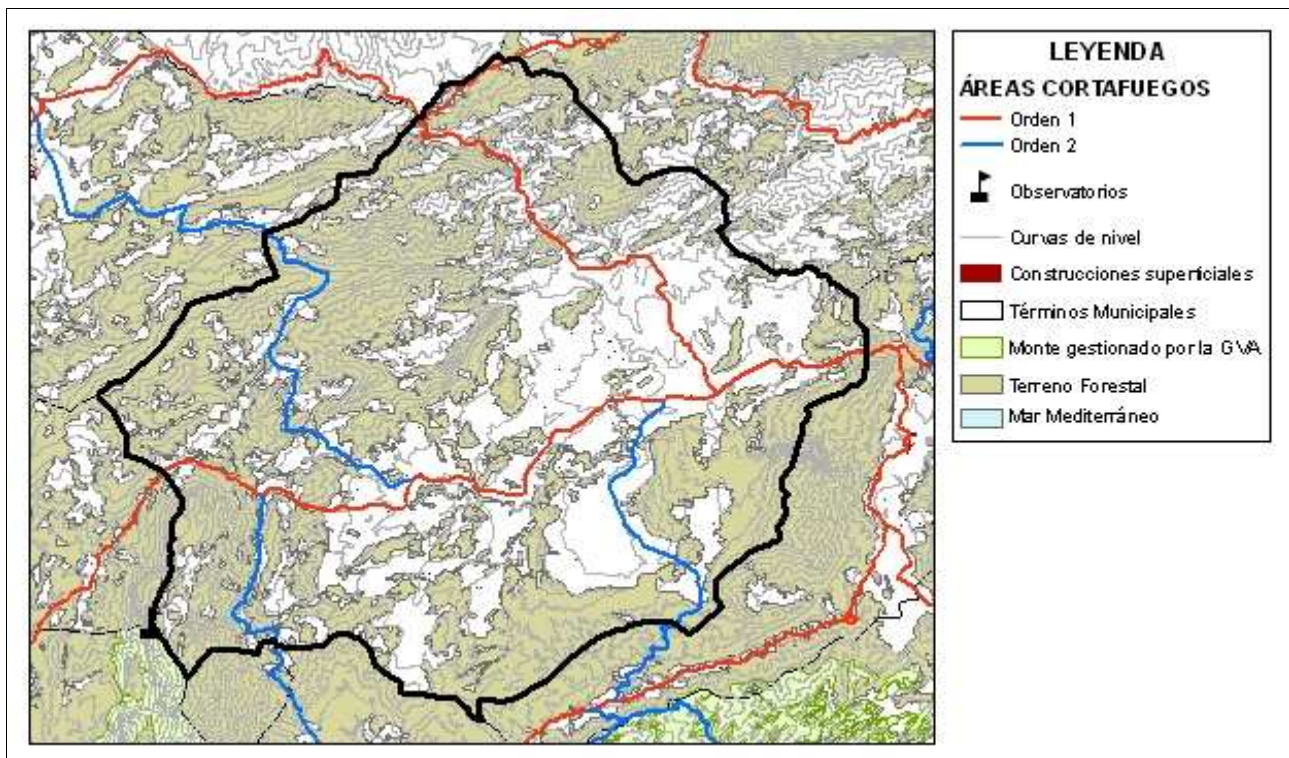 LEYENDA
ÁREAS CORTAFUEGOS
Orden 1
Orden 2
Observatorios
Curvas de nivel
Construcciones superficiales
Términos Municipales
Monte gestionado por la GVA
Terreno Forestal
Mar Mediterráneo